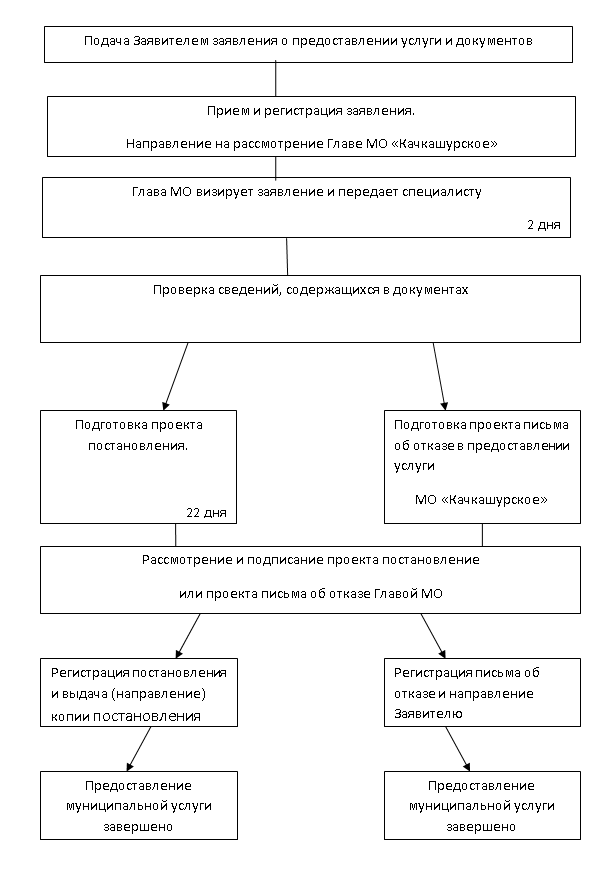 Подача Заявителем заявления о предоставлении услуги и документов
Прием и регистрация заявления.
Направление на рассмотрение Главе МО «Качкашурское»
Глава МО визирует заявление и передает специалисту
2 дня
Проверка сведений, содержащихся в документах
Подготовка проекта
постановления.
22 дня
Подготовка проекта письма
об отказе в предоставлении
услуги
МО «Качкашурское»
Рассмотрение и подписание проекта постановление
или проекта письма об отказе Главой МО
Регистрация постановления
и выдача (направление)
копии постановления
Регистрация письма об
отказе и направление
Заявителю
Предоставление
муниципальной услуги
завершено
Предоставление
муниципальной услуги
завершено